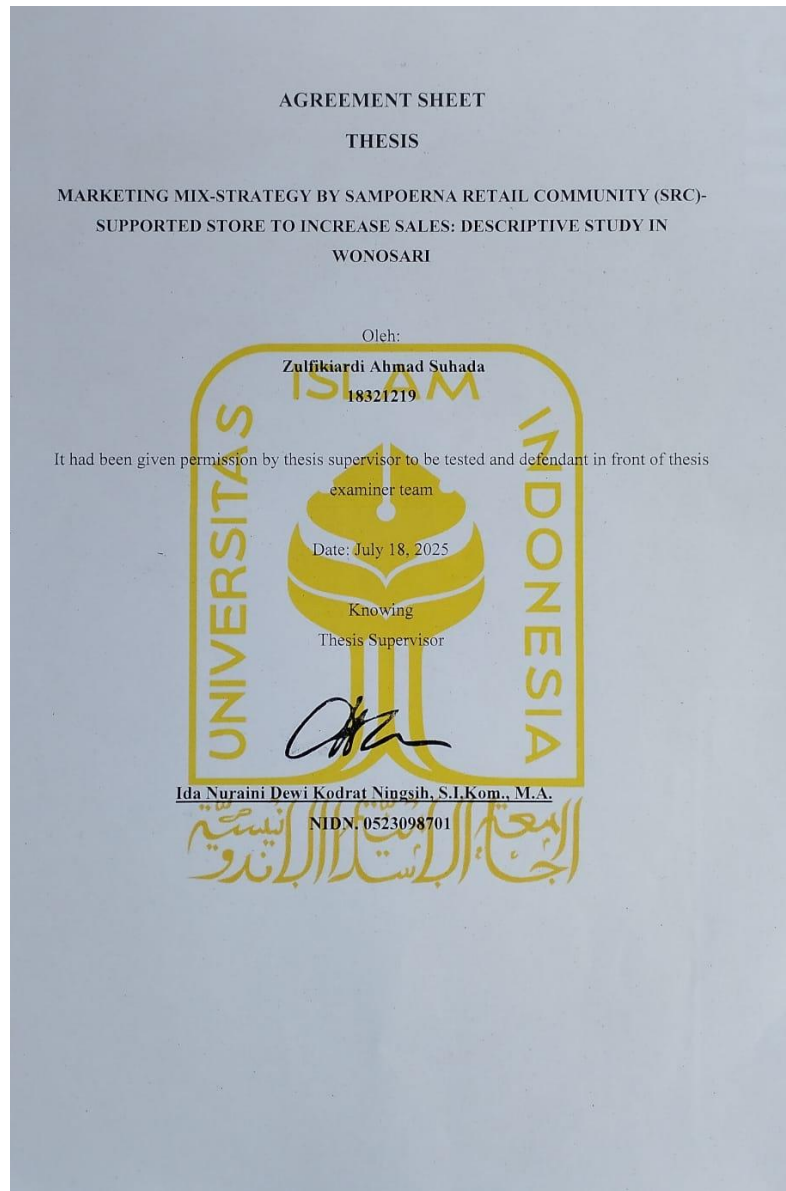 AGREEMENT SHEET
THESIS
MARKETING MIX-STRATEGY BY SAMPOERNA RETAIL COMMUNITY (SRC)-
SUPPORTED STORE TO INCREASE SALES: DESCRIPTIVE STUDY IN
WONOSARI
Oleh:
Zulfikiardi Ahmad Suhada
18321219
It had been given permission by thesis supervisor to be tested and defendant in front of thesis
examiner team
Date: July 18, 2025
Knowing
Thesis Supervisor
Ida Nuraini Dewi Kodrat Ningsih, S.I.Kom., M.A.
NIDN. 0523098701
UNIVERSITAS
ISLAM
INDONESIA